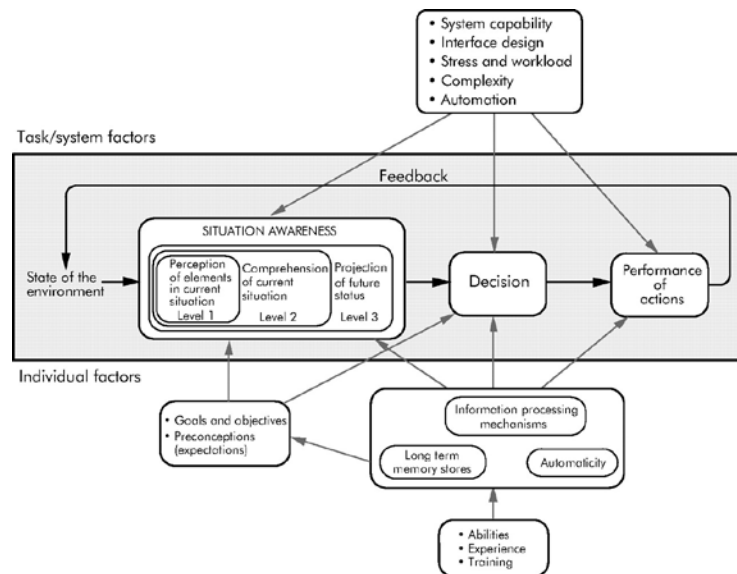 • System capability
• Interface design
• Stress and workload
• Complexity
• Automation
Task/system factors
Feedback
SITUATION AWARENESS
State of the
environment
Perception
of elements
in current
situation
Level 1
Comprehension
of current
situation
Level 2
Projection
of future
status
Level 3
Decision
Performance
of
actions
Individual factors
• Goals and objectives
• Preconceptions
(expectations)
Information processing
mechanisms
Long term
memory stores
Automaticity
• Abilities
• Experience
• Training